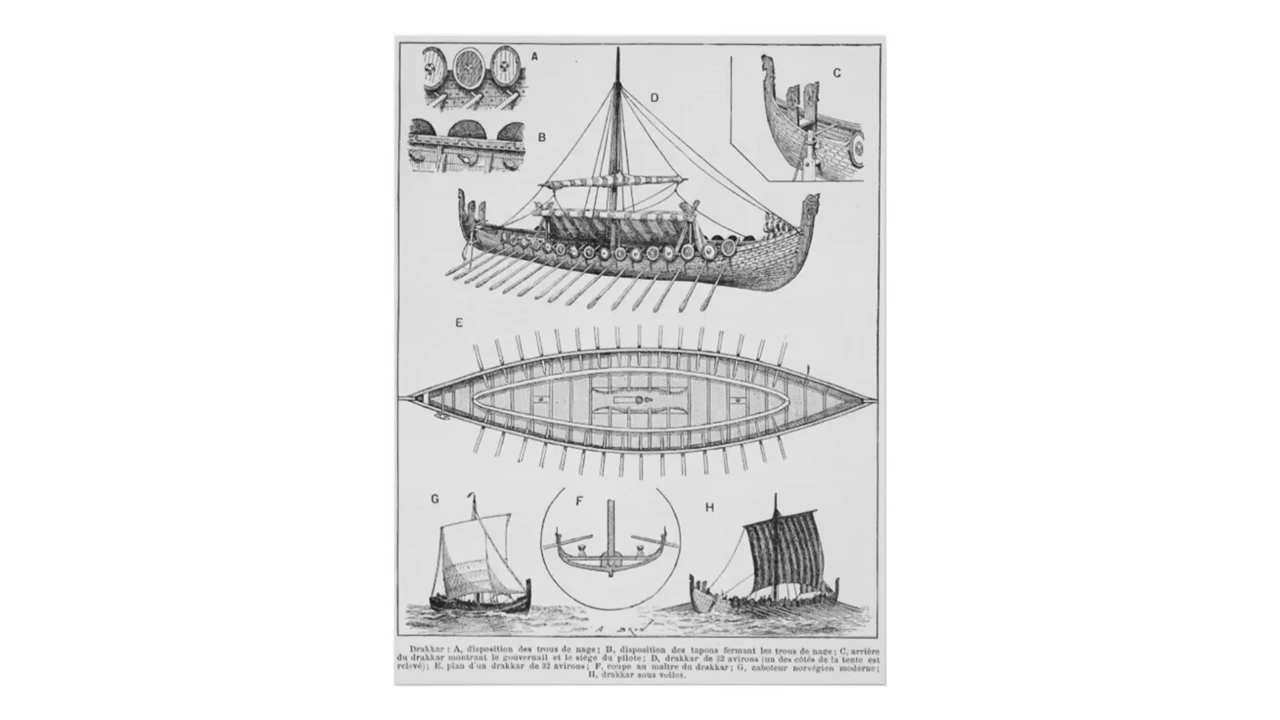 A
B
C
D
E
G
F
H
A BRUN
Drakkar : A, disposition des trous de nage; B, disposition des tapons fermant les trous de nage; C, arrière
du drakkar montrant le gouvernail et le siège du pilote; D, drakkar de 32 avirons (un des côtés de la tente est
relevé); E. plan d'un drakkar de 32 avirons; F, coupe au maître du drakkar; G, caboteur norvégien moderne;
H, drakkar sous voiles.